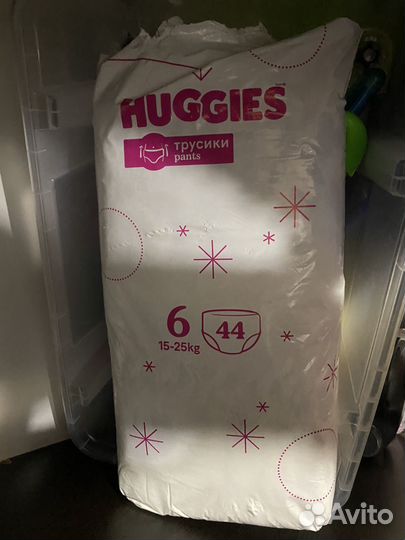 HUGGIES
трусики
pants
6
44
15-25kg
Avito